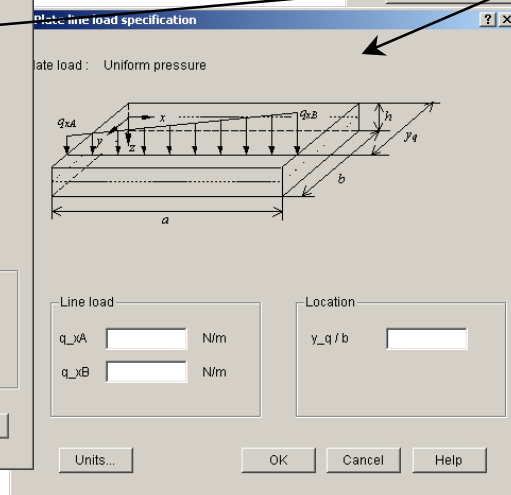 Plate line load specification
late load : Uniform pressure
q_xA
x
q_xB
h
y
z
y_q
b
a
Line load
q_xA N/m
q_xB N/m
Location
y_q / b
Units...
OK Cancel Help